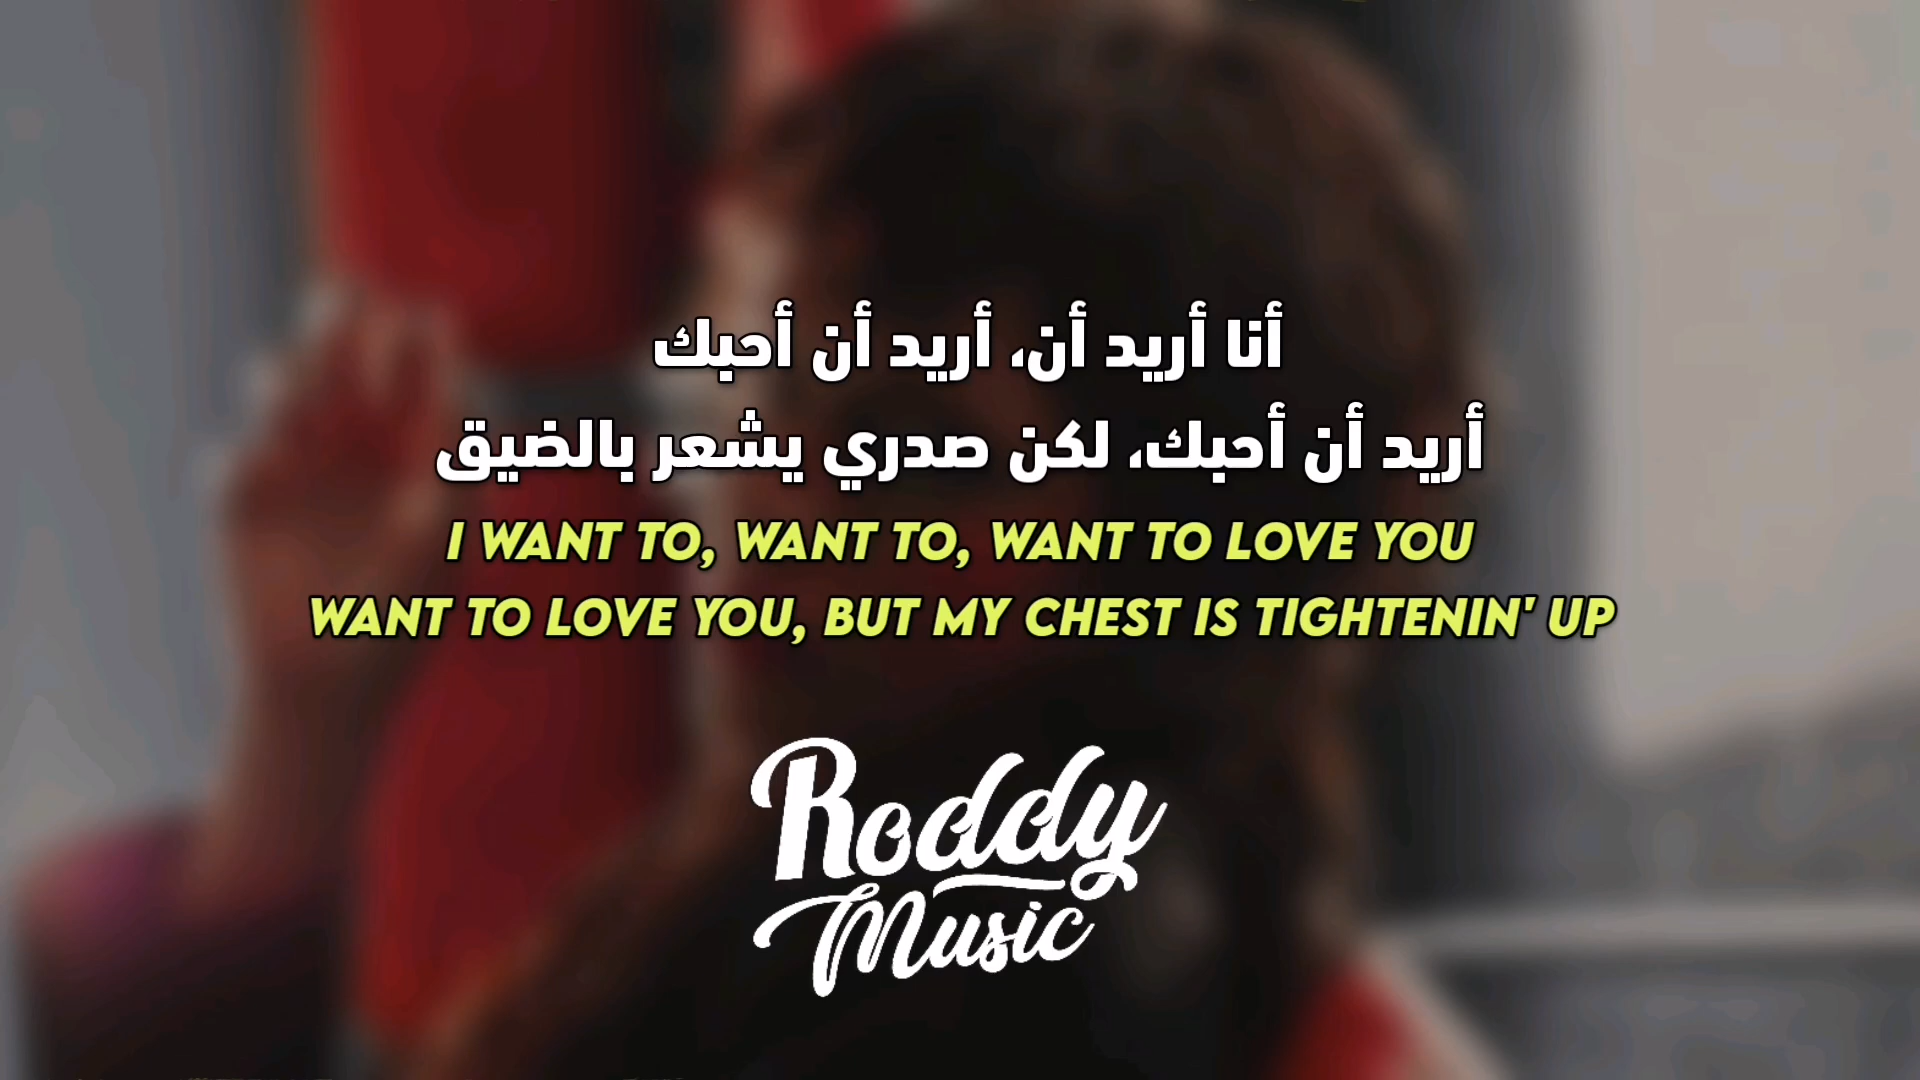 أنا أريد أن، أريد أن أحبك
أريد أن أحبك، لكن صدري يشعر بالضيق
I WANT TO, WANT TO, WANT TO LOVE YOU
WANT TO LOVE YOU, BUT MY CHEST IS TIGHTENIN' UP
Roddy
Music